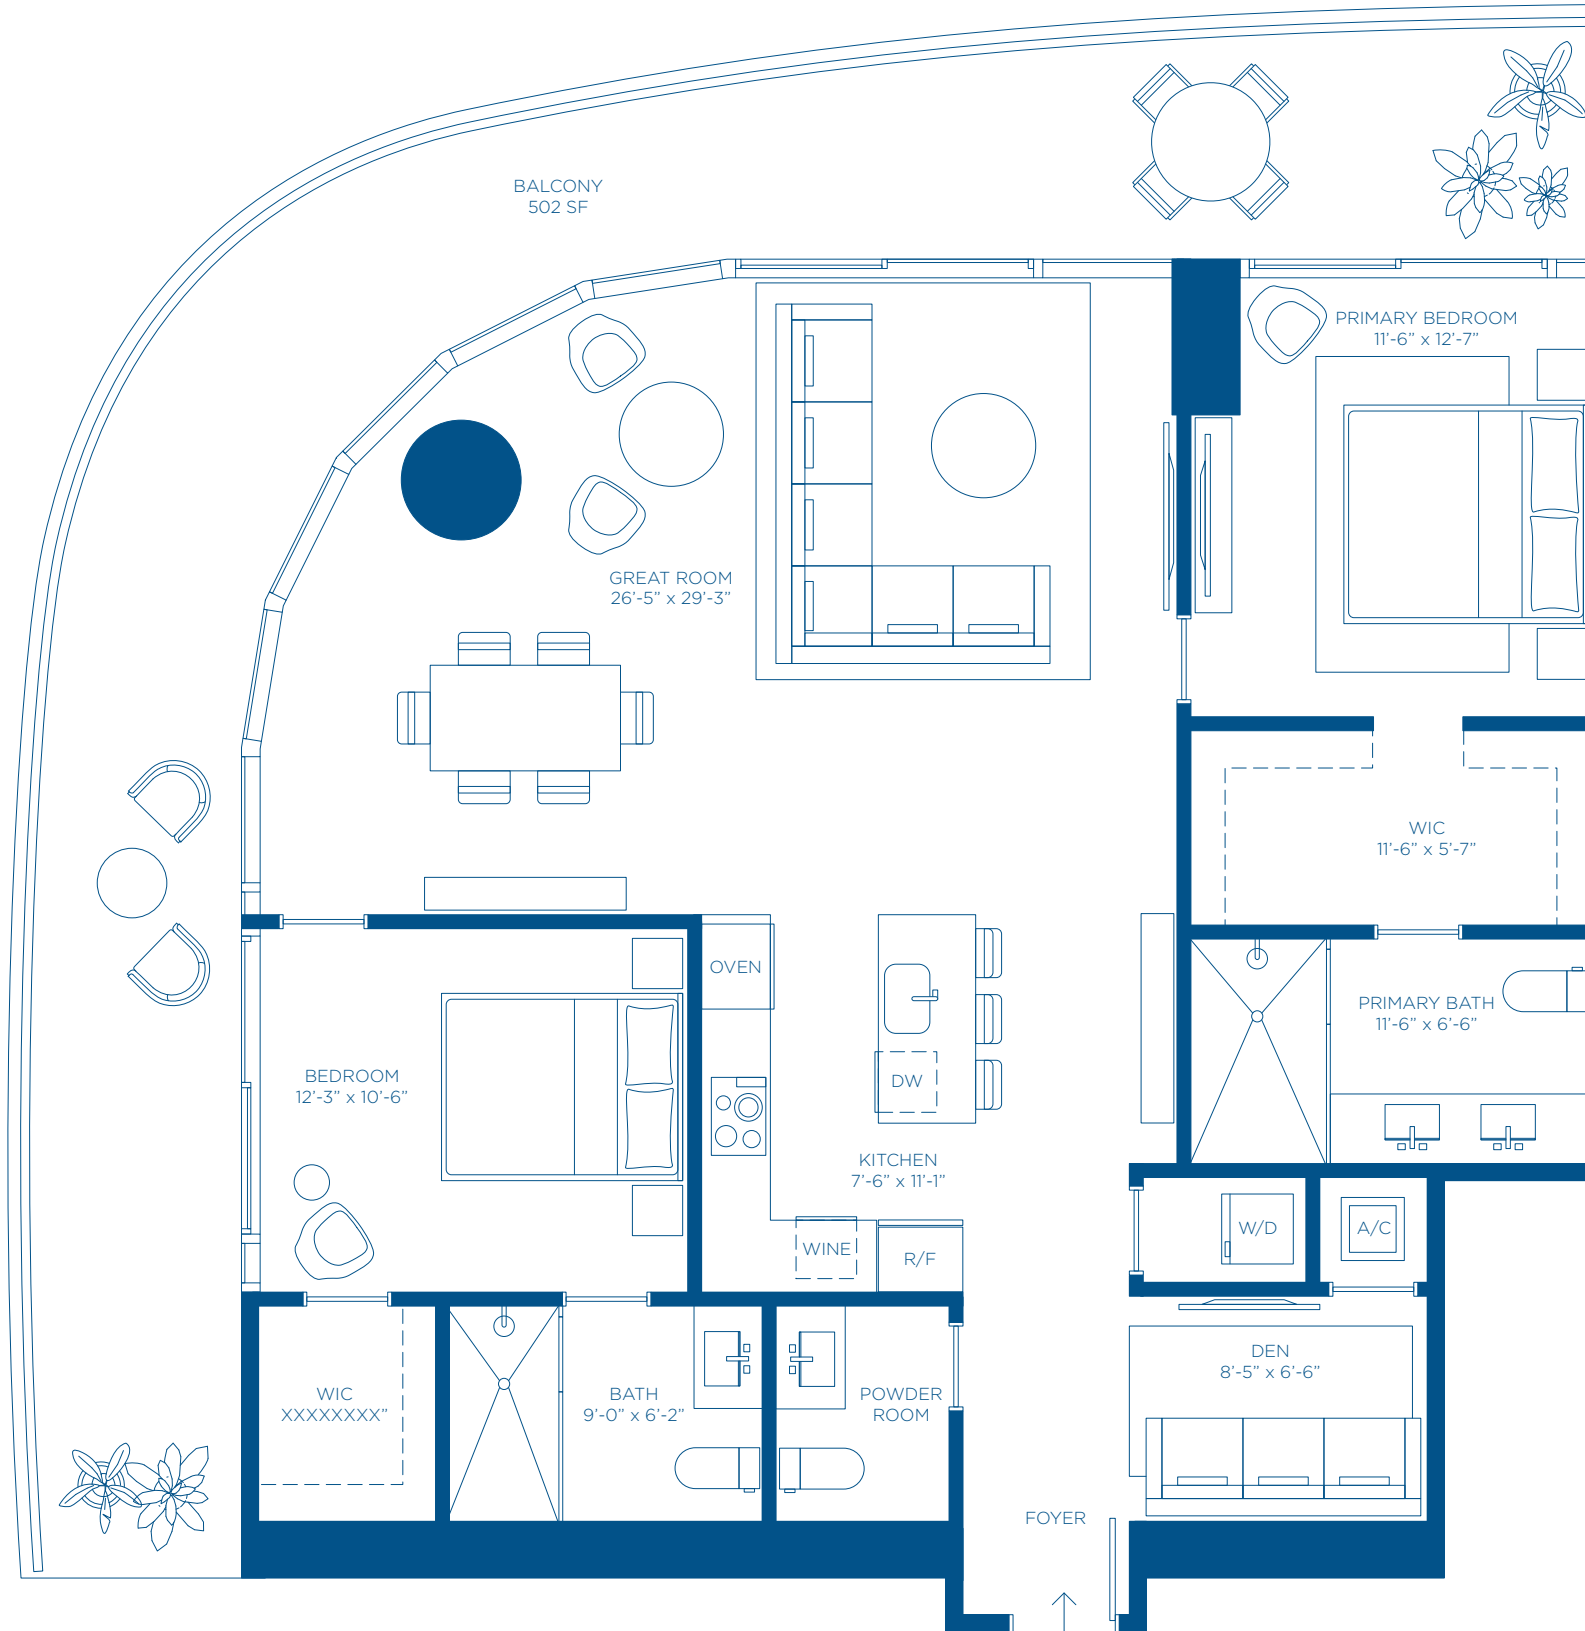 BALCONY
502 SF
PRIMARY BEDROOM
11’-6” x 12’-7”
GREAT ROOM
26’-5” x 29’-3”
WIC
11’-6” x 5’-7”
OVEN
PRIMARY BATH
11’-6” x 6’-6”
BEDROOM
12’-3” x 10’-6”
DW
KITCHEN
7’-6” x 11’-1”
WINE
R/F
W/D
A/C
DEN
8’-5” x 6’-6”
WIC
XXXXXXXX”
BATH
9’-0” x 6’-2”
POWDER
ROOM
FOYER